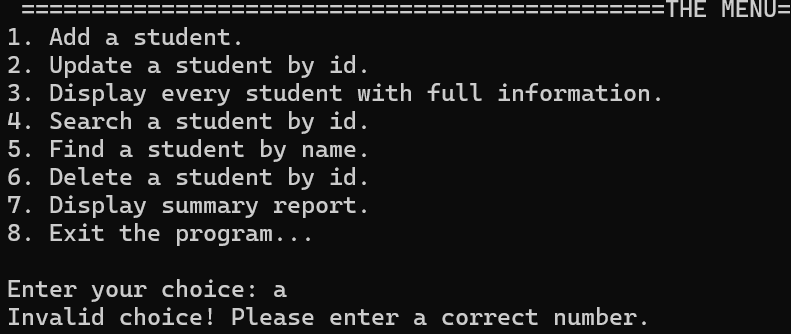 ==============================================THE MENU=
1. Add a student.
2. Update a student by id.
3. Display every student with full information.
4. Search a student by id.
5. Find a student by name.
6. Delete a student by id.
7. Display summary report.
8. Exit the program...
Enter your choice: a
Invalid choice! Please enter a correct number.